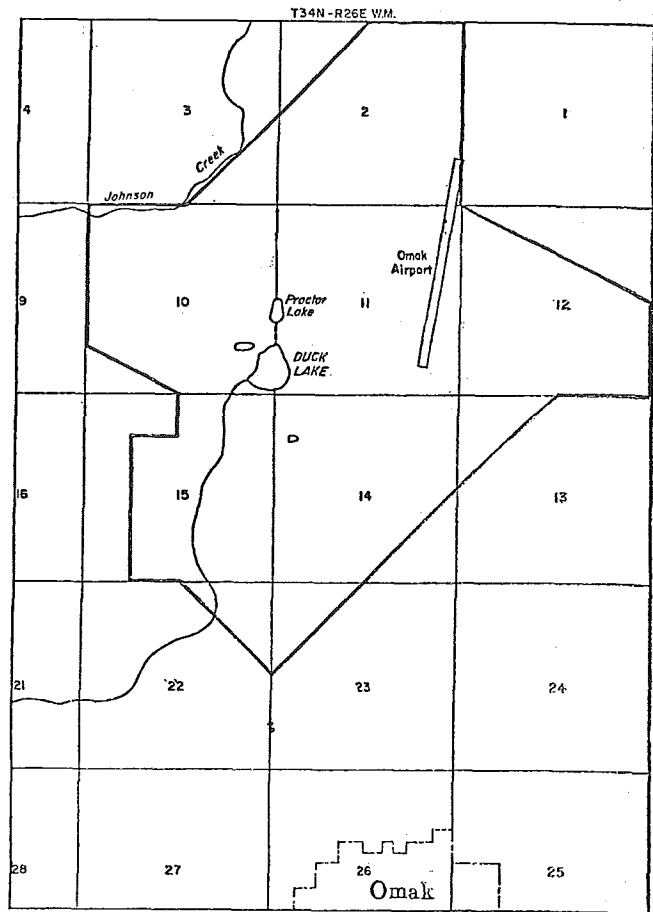 T34N-R26E W.M.
4
3
2
1
Creek
Johnson
Omak
Airport
9
10
Proctor
Lake
11
12
DUCK
LAKE
16
15
14
13
21
22
23
24
28
27
26
25
Omak